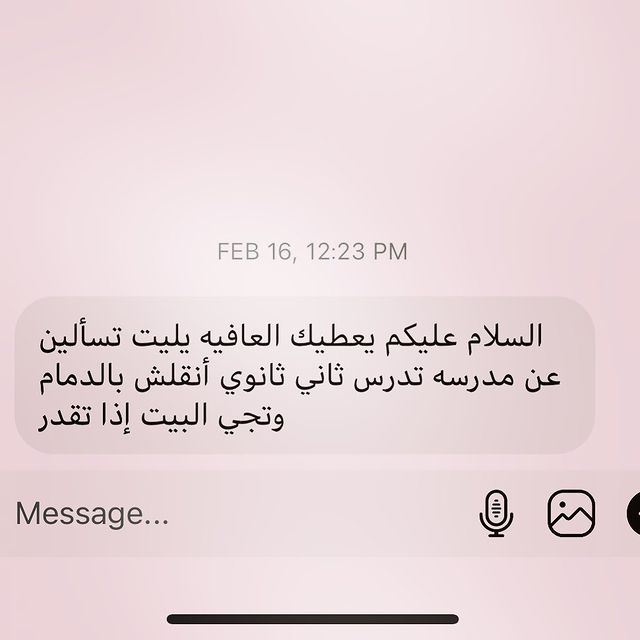 FEB 16, 12:23 PM
السلام عليكم يعطيك العافيه يليت تسألين
عن مدرسه تدرس ثاني ثانوي أنقلش بالدمام
وتجي البيت إذا تقدر
Message...